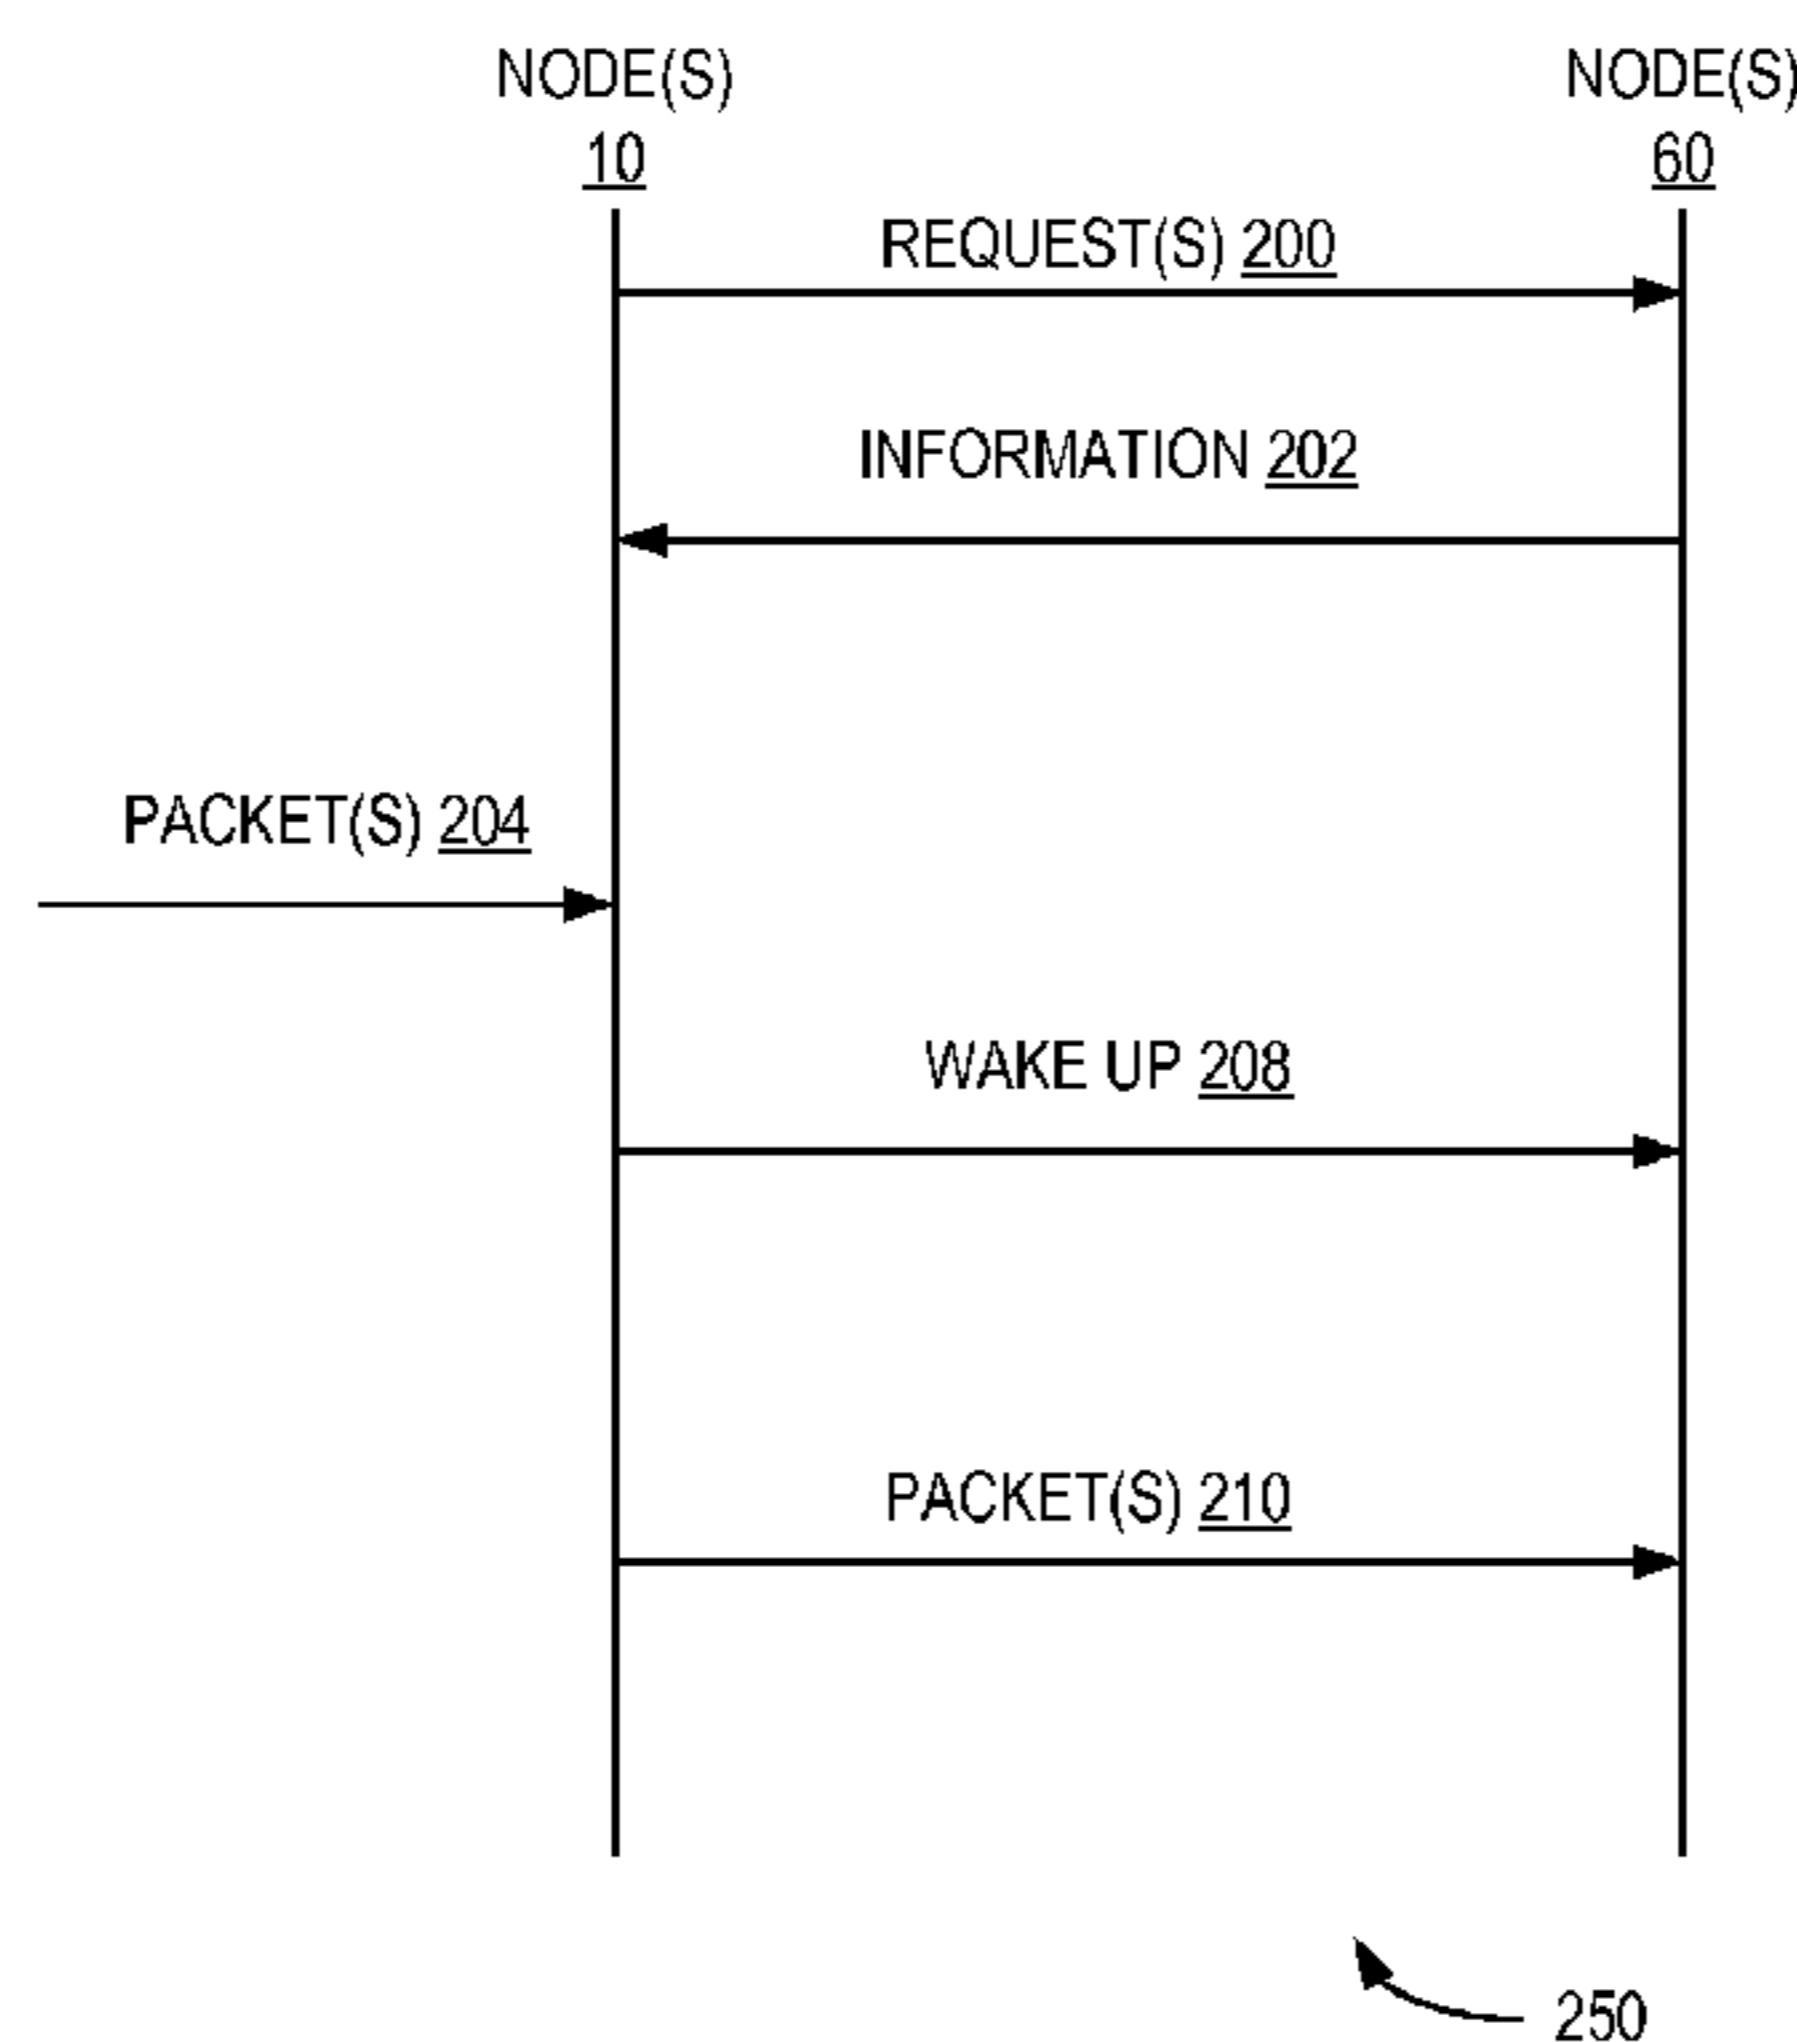 NODE(S)
10
NODE(S)
60
REQUEST(S) 200
INFORMATION 202
PACKET(S) 204
WAKE UP 208
PACKET(S) 210
250